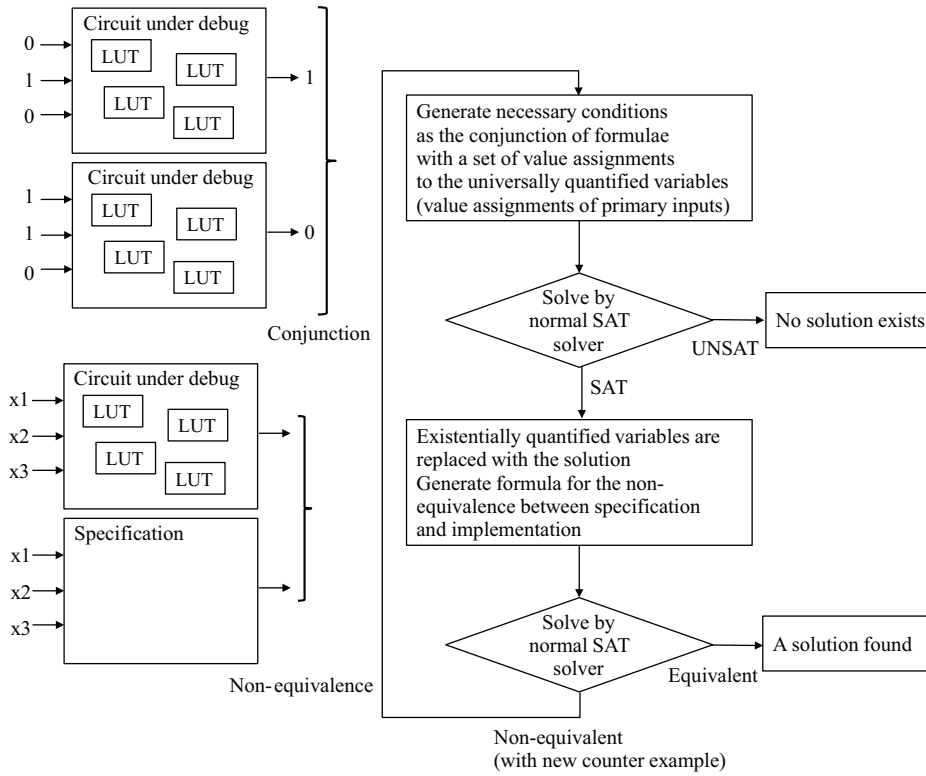 Circuit under debug
0
1
0
LUT
LUT
LUT
LUT
1
Circuit under debug
1
1
0
LUT
LUT
LUT
LUT
0
Conjunction
Circuit under debug
x1
x2
x3
LUT
LUT
LUT
LUT
Specification
x1
x2
x3
Non-equivalence
Generate necessary conditions
as the conjunction of formulae
with a set of value assignments
to the universally quantified variables
(value assignments of primary inputs)
Solve by
normal SAT
solver
UNSAT
No solution exists
SAT
Existentially quantified variables are
replaced with the solution
Generate formula for the non-
equivalence between specification
and implementation
Solve by
normal SAT
solver
Equivalent
A solution found
Non-equivalent
(with new counter example)